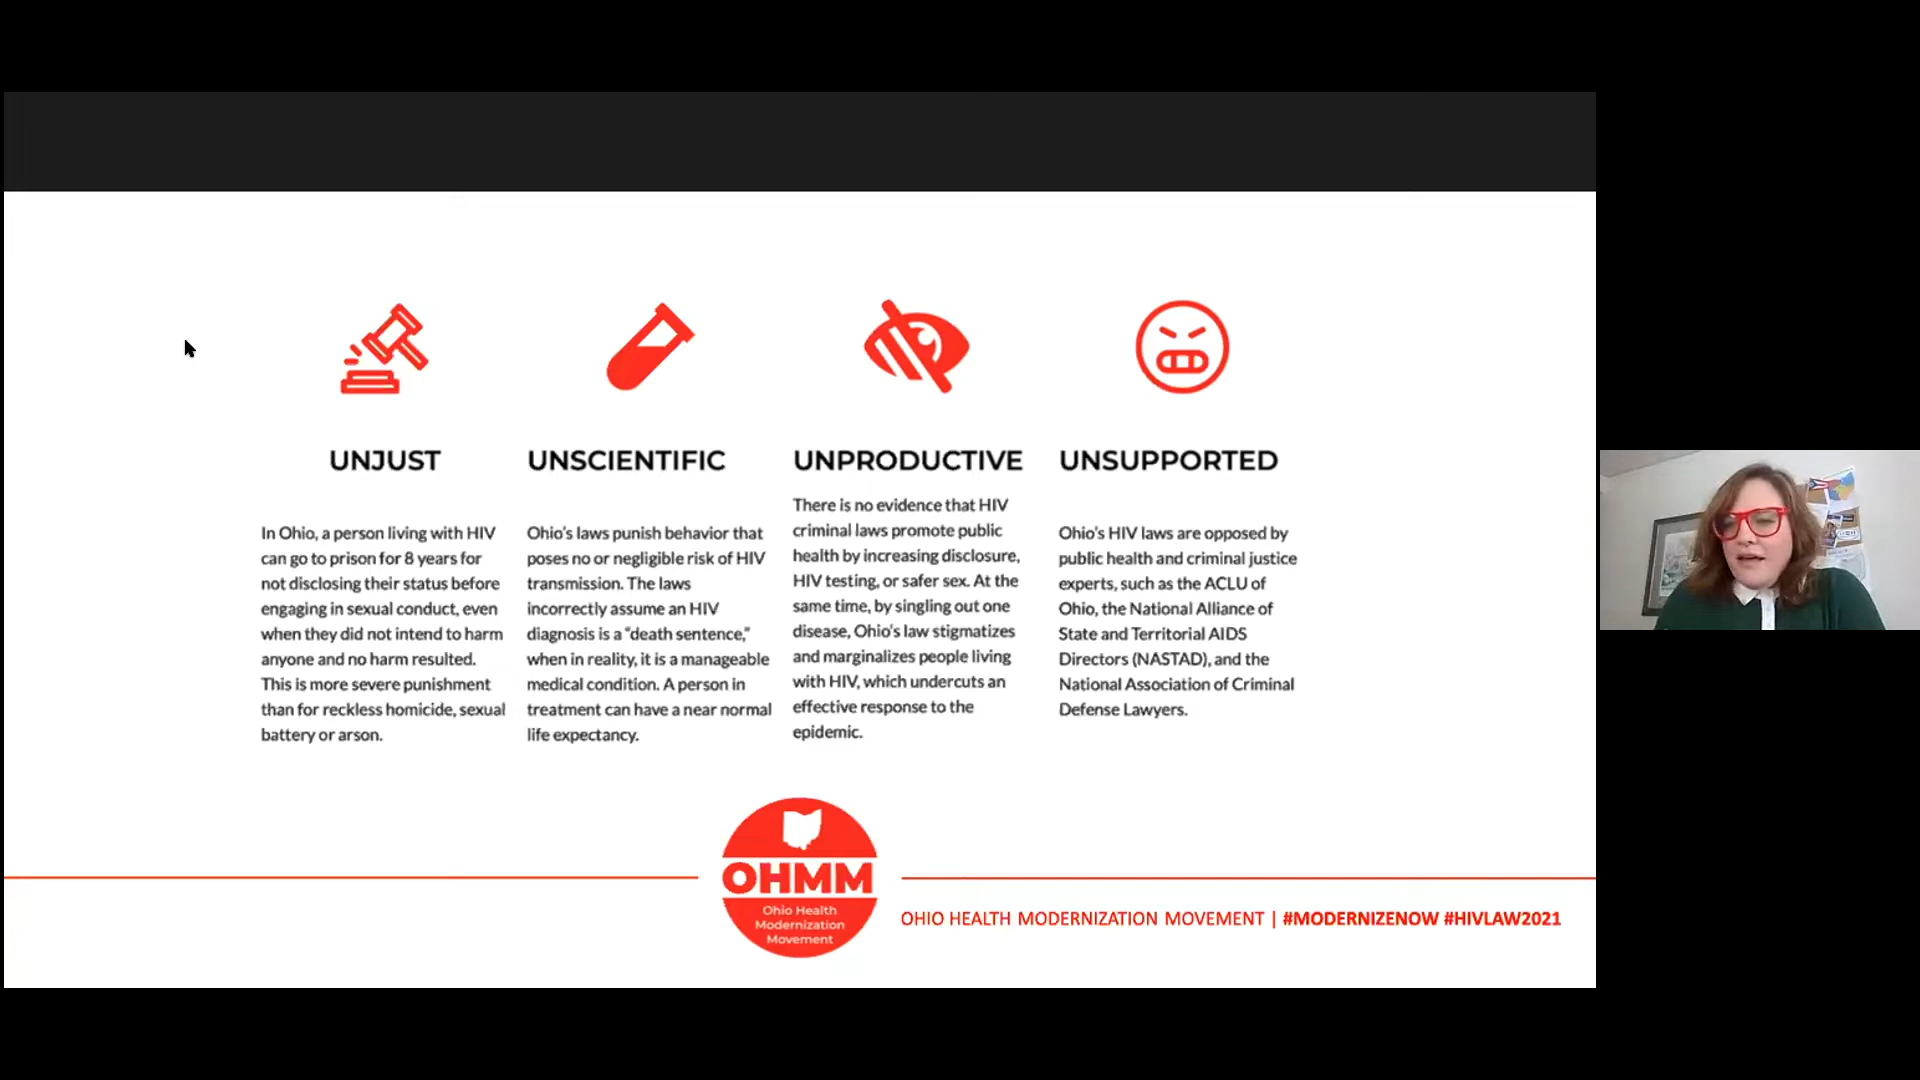 UNJUST
In Ohio, a person living with HIV
can go to prison for 8 years for
not disclosing their status before
engaging in sexual conduct, even
when they did not intend to harm
anyone and no harm resulted.
This is more severe punishment
than for reckless homicide, sexual
battery or arson.
UNSCIENTIFIC
Ohio's laws punish behavior that
poses no or negligible risk of HIV
transmission. The laws
incorrectly assume an HIV
diagnosis is a "death sentence,"
when in reality, it is a manageable
medical condition. A person in
treatment can have a near normal
life expectancy.
UNPRODUCTIVE
There is no evidence that HIV
criminal laws promote public
health by increasing disclosure,
HIV testing, or safer sex. At the
same time, by singling out one
disease, Ohio's law stigmatizes
and marginalizes people living
with HIV, which undercuts an
effective response to the
epidemic.
UNSUPPORTED
Ohio's HIV laws are opposed by
public health and criminal justice
experts, such as the ACLU of
Ohio, the National Alliance of
State and Territorial AIDS
Directors (NASTAD), and the
National Association of Criminal
Defense Lawyers.
OHMM
Ohio Health
Modernization
Movement
OHIO HEALTH MODERNIZATION MOVEMENT | #MODERNIZENOW #HIVLAW2021